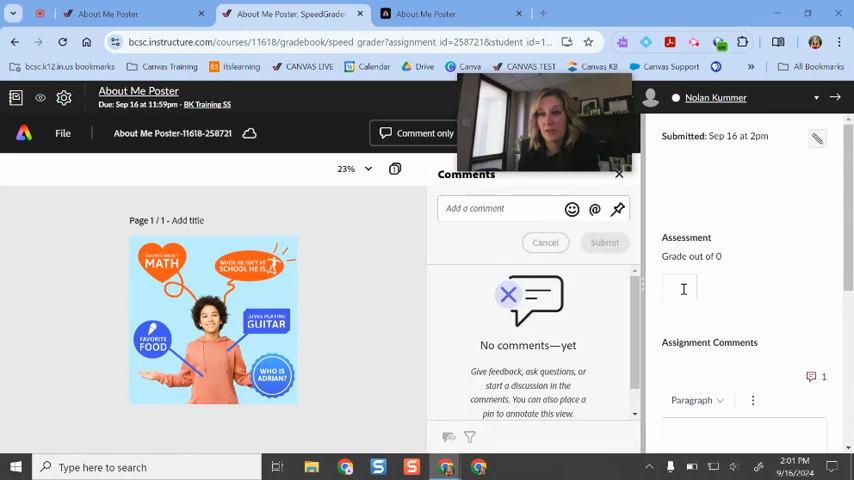 About Me Poster
About Me Poster, SpeedGrader
About Me Poster
bcsc.instructure.com/courses/11618/gradebook/speed_grader?assignment_id=258721&student_id=1...
bcsc.k12.in.us bookmarks
Canvas Training
itslearning
CANVAS LIVE
Calendar
Drive
Canva
CANVAS TEST
Canvas KB
Canvas Support
All Bookmarks
About Me Poster
Due: Sep 16 at 11:59pm - BK Training SS
Nolan Kummer
File
About Me Poster-11618-258721
Comment only
Submitted: Sep 16 at 2pm
23%
Comments
Page 1 / 1 - Add title
Add a comment
Cancel
Submit
MATH
WHEN HE ISN'T AT
SCHOOL HE IS
LOVES PLAYING
GUITAR
FAVORITE
FOOD
WHO IS
ADRIAN?
No comments—yet
Give feedback, ask questions, or
start a discussion in the
comments. You can also place a
pin to annotate this view.
Assessment
Grade out of 0
Assignment Comments
1
Paragraph
Type here to search
2:01 PM
9/16/2024